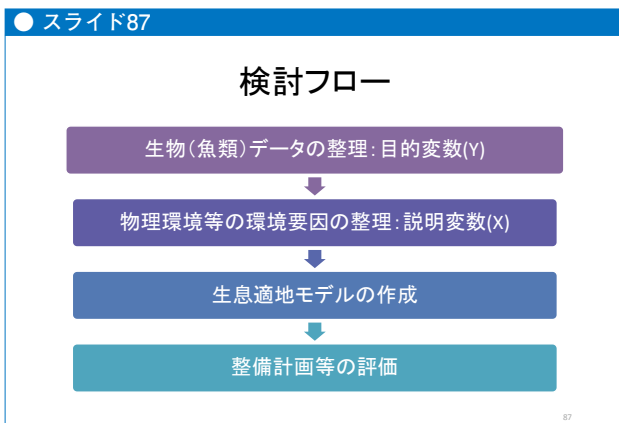 スライド87
検討フロー
生物(魚類)データの整理:目的変数(Y)
物理環境等の環境要因の整理:説明変数(X)
生息適地モデルの作成
整備計画等の評価
87